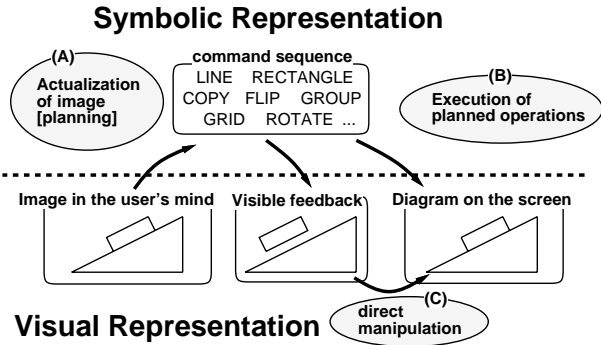 Symbolic Representation
(A)
Actualization
of image
[planning]
command sequence
LINE RECTANGLE
COPY FLIP GROUP
GRID ROTATE ...
(B)
Execution of
planned operations
Image in the user's mind
Visible feedback
Diagram on the screen
Visual Representation
(C)
direct
manipulation